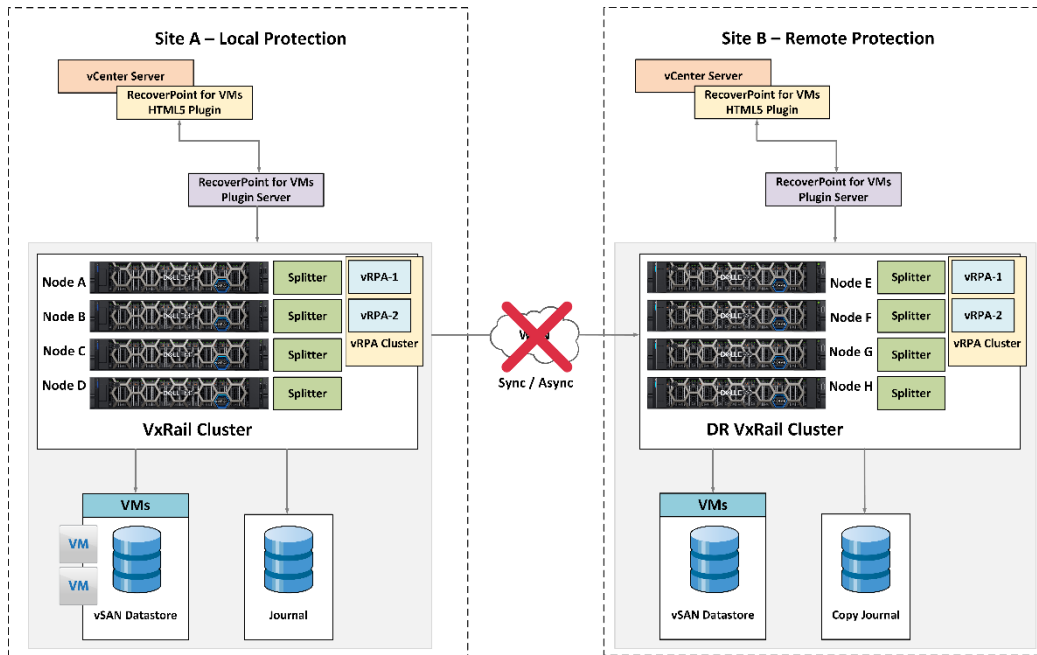 Site A – Local Protection
vCenter Server
RecoverPoint for VMs
HTML5 Plugin
RecoverPoint for VMs
Plugin Server
Node A
Splitter
vRPA-1
Node B
Splitter
vRPA-2
Node C
Splitter
vRPA Cluster
Node D
Splitter
VxRail Cluster
VMs
VM
VM
vSAN Datastore
Journal
Sync / Async
Site B – Remote Protection
vCenter Server
RecoverPoint for VMs
HTML5 Plugin
RecoverPoint for VMs
Plugin Server
Node E
Splitter
vRPA-1
Node F
Splitter
vRPA-2
Node G
Splitter
vRPA Cluster
Node H
Splitter
DR VxRail Cluster
VMs
vSAN Datastore
Copy Journal